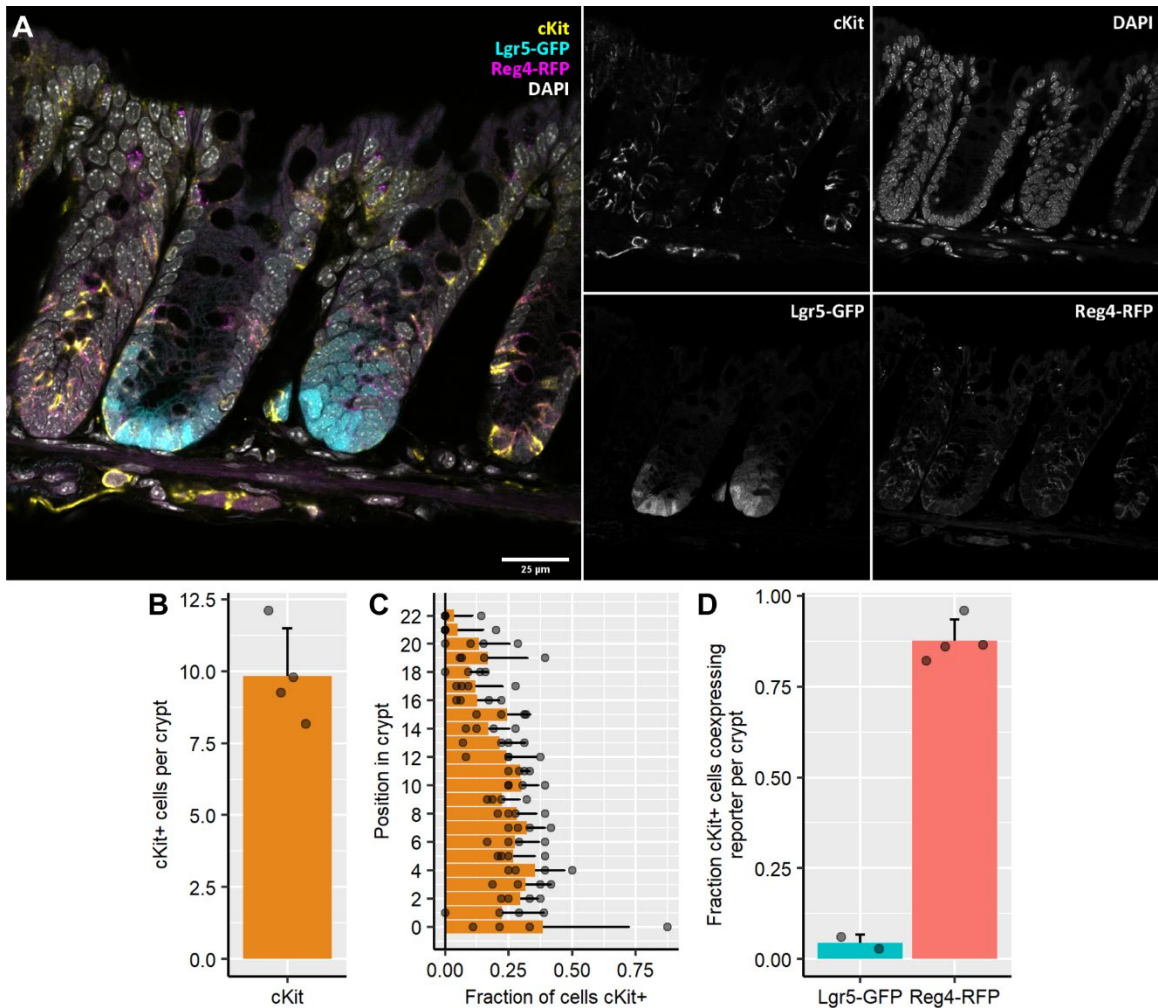 A
cKit
Lgr5-GFP
Reg4-RFP
DAPI
25 µm
cKit
DAPI
Lgr5-GFP
Reg4-RFP
B
12.5
10.0
7.5
5.0
2.5
0.0
cKit+ cells per crypt
cKit
C
22
20
18
16
14
12
10
8
6
4
2
0
Position in crypt
0.00 0.25 0.50 0.75
Fraction of cells cKit+
D
1.00
0.75
0.50
0.25
0.00
Fraction cKit+ cells coexpressing
reporter per crypt
Lgr5-GFP Reg4-RFP